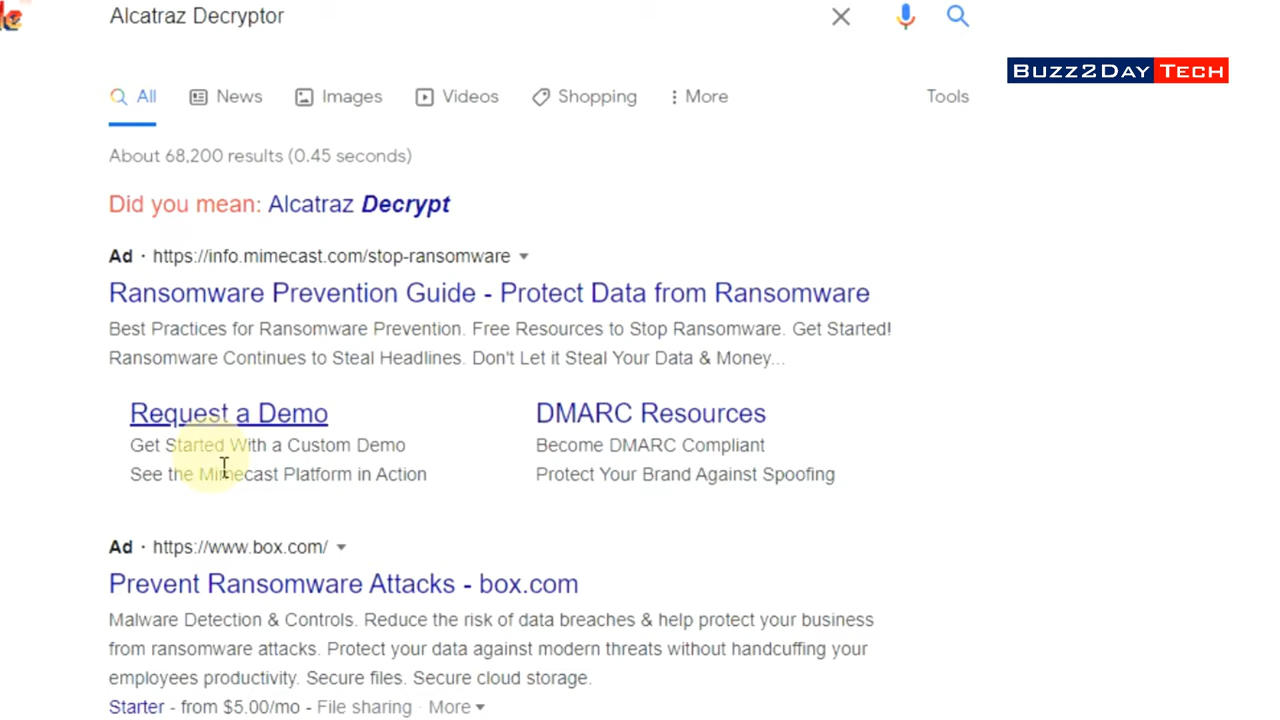 Alcatraz Decryptor
Buzz2Day Tech
All News Images Videos Shopping More Tools
About 68,200 results (0.45 seconds)
Did you mean: Alcatraz Decrypt
Ad · https://info.mimecast.com/stop-ransomware
Ransomware Prevention Guide - Protect Data from Ransomware
Best Practices for Ransomware Prevention. Free Resources to Stop Ransomware. Get Started!
Ransomware Continues to Steal Headlines. Don't Let it Steal Your Data & Money...
Request a Demo
Get Started With a Custom Demo
See the Mimecast Platform in Action
DMARC Resources
Become DMARC Compliant
Protect Your Brand Against Spoofing
Ad · https://www.box.com/
Prevent Ransomware Attacks - box.com
Malware Detection & Controls. Reduce the risk of data breaches & help protect your business
from ransomware attacks. Protect your data against modern threats without handcuffing your
employees productivity. Secure files. Secure cloud storage.
Starter - from $5.00/mo - File sharing · More